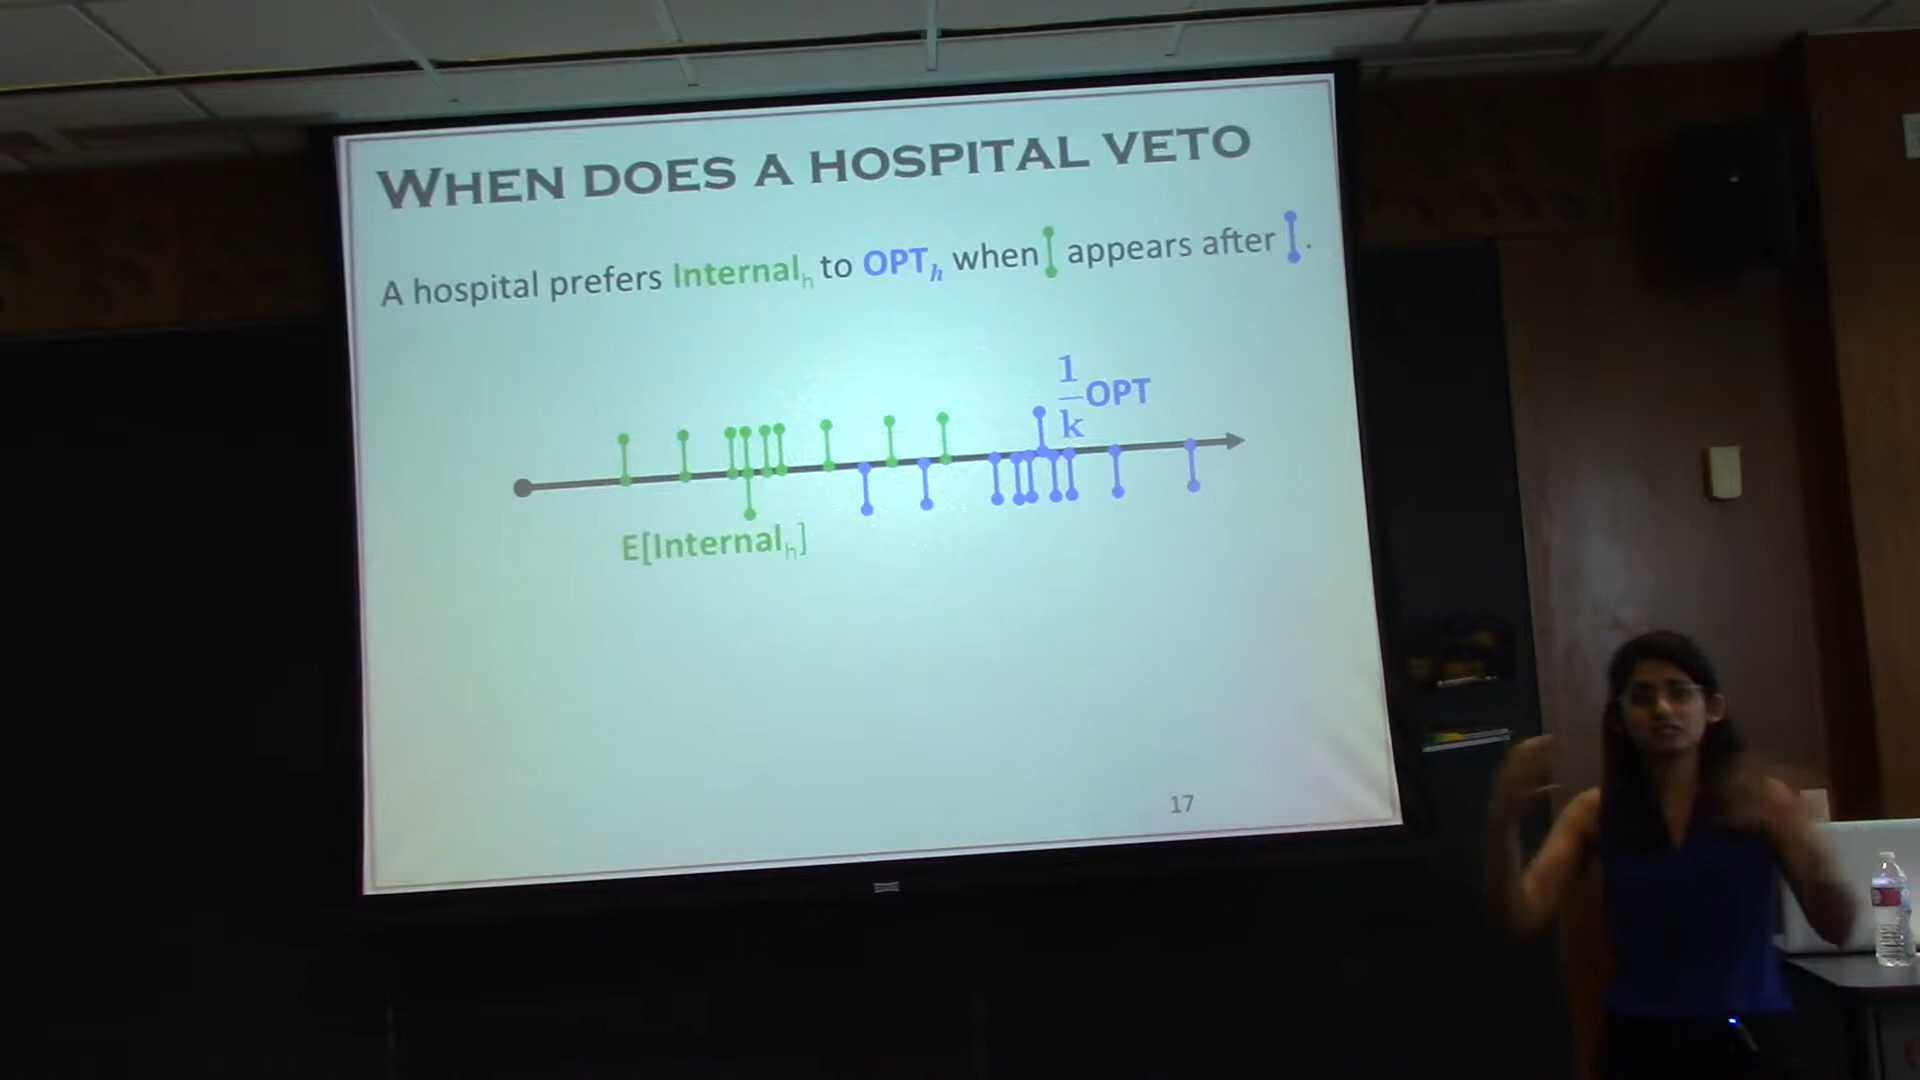 WHEN DOES A HOSPITAL VETO
A hospital prefers Internalh to OPTh when appears after .
1
k
OPT
E[Internalh]
17